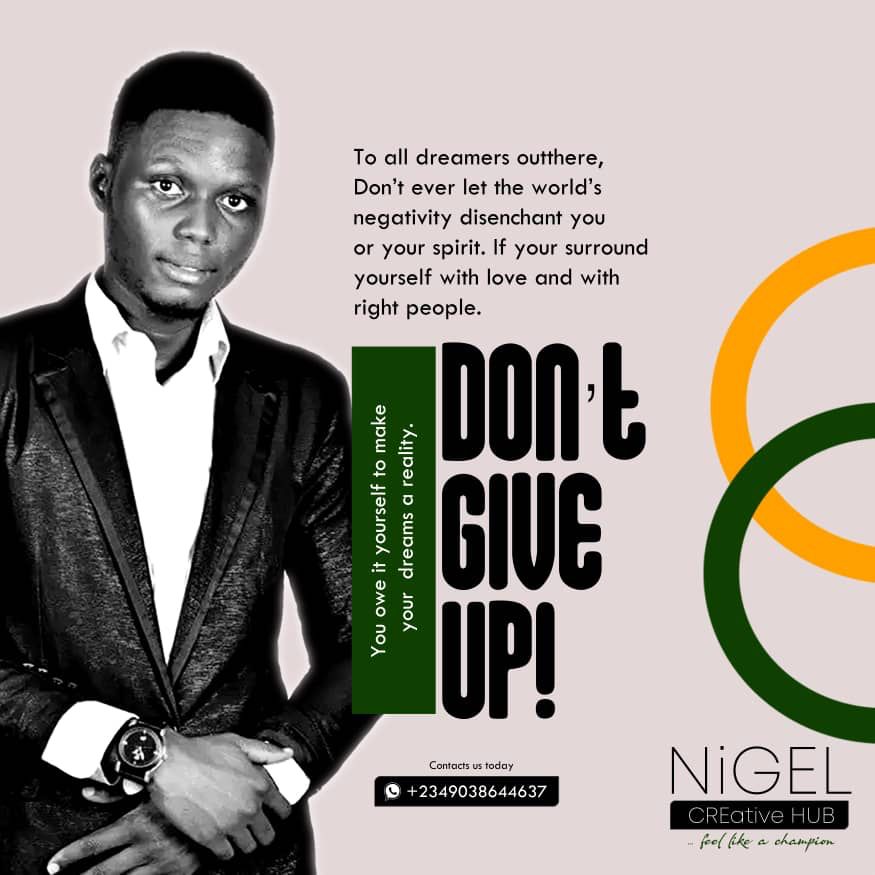 To all dreamers outthere,
Don't ever let the world's
negativity disenchant you
or your spirit. If your surround
yourself with love and with
right people.
You owe it yourself to make
your dreams a reality.
DON't
GIVE
UP!
Contacts us today
+2349038644637
NiGEL
CREative HUB
... feel like a champion